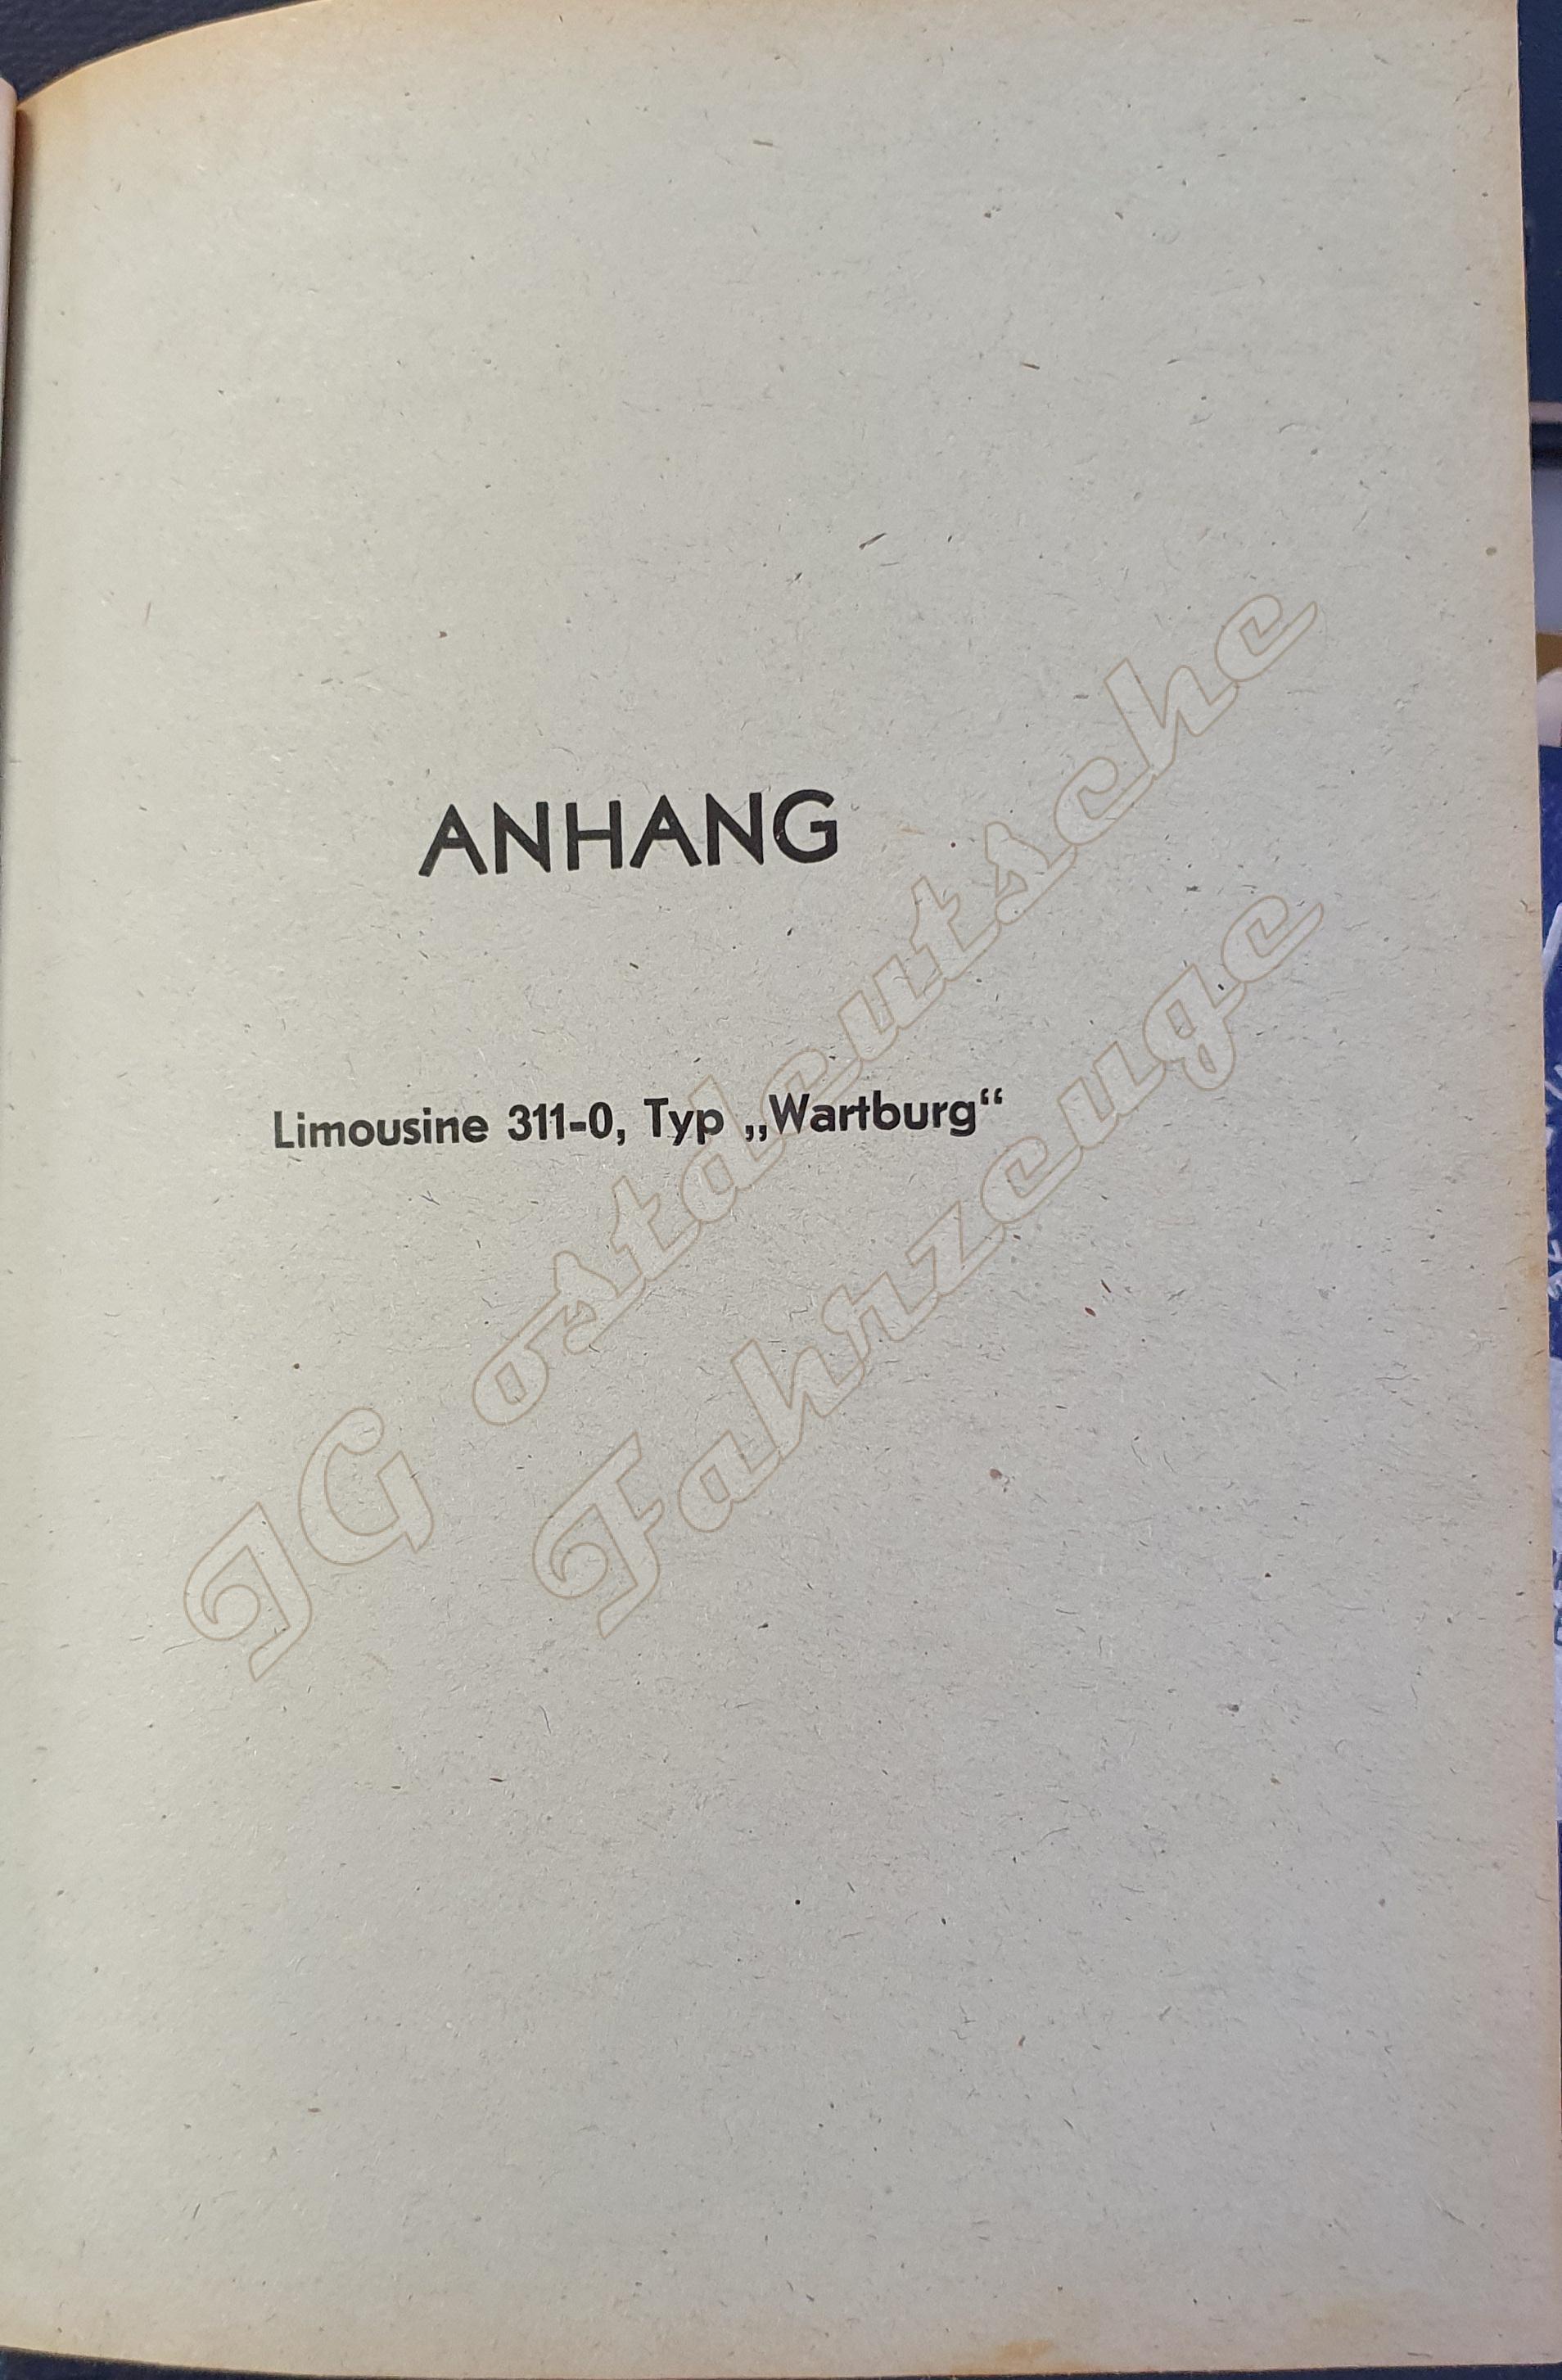 ANHANG
Limousine 311-0, Typ „Wartburg“
IG ostdeutsche
Fahrzeuge